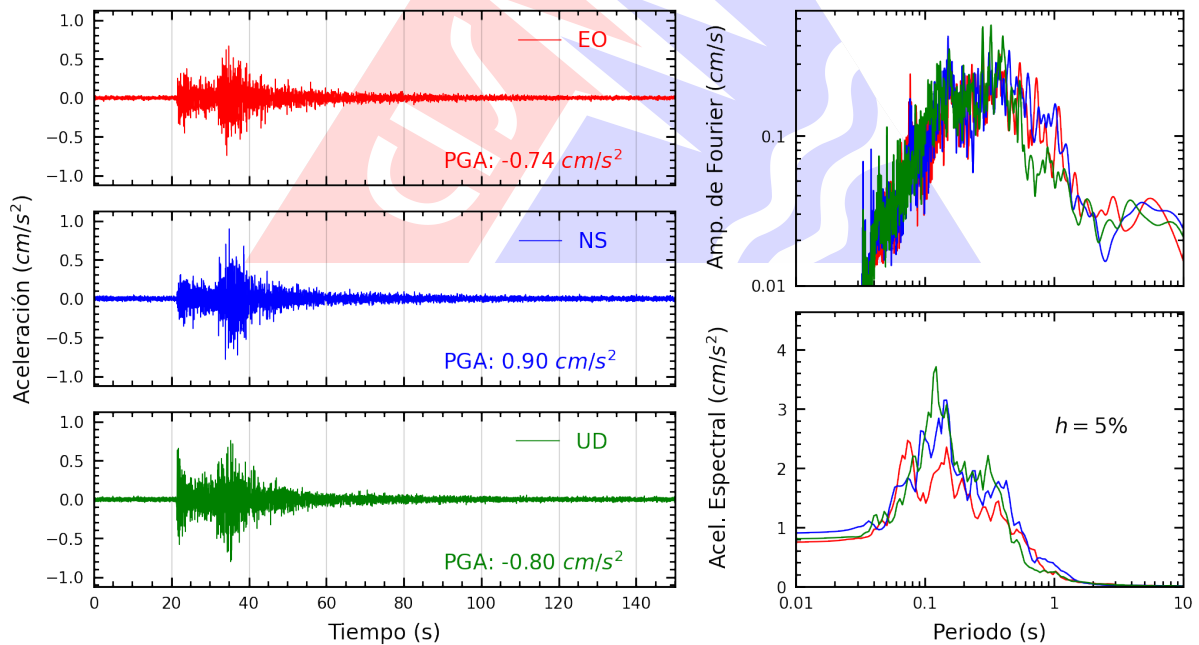 1.0
0.5
0.0
−0.5
−1.0
EO
PGA: -0.74 cm/s²
1.0
0.5
0.0
−0.5
−1.0
NS
PGA: 0.90 cm/s²
1.0
0.5
0.0
−0.5
−1.0
UD
PGA: -0.80 cm/s²
0 20 40 60 80 100 120 140
Tiempo (s)
Aceleración (cm/s²)
Amp. de Fourier (cm/s)
0.1
0.01
Acel. Espectral (cm/s²)
4
3
2
1
0
h = 5%
0.01 0.1 1 10
Periodo (s)